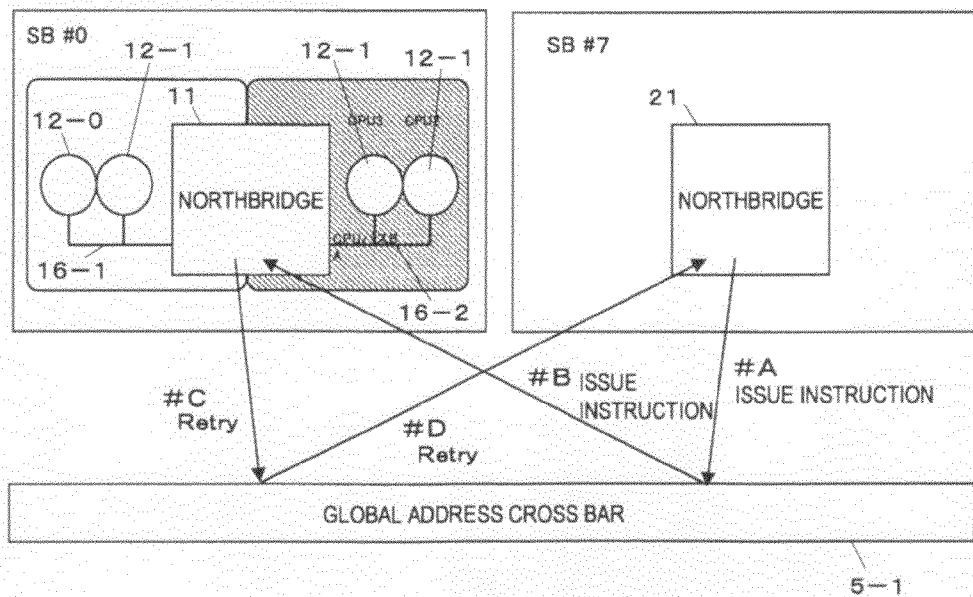 SB #0
SB #7
12-1
12-1
12-1
11
21
12-0
NORTHBRIDGE
NORTHBRIDGE
16-1
16-2
#C
Retry
#D
Retry
#B ISSUE
INSTRUCTION
#A
ISSUE INSTRUCTION
GLOBAL ADDRESS CROSS BAR
5-1